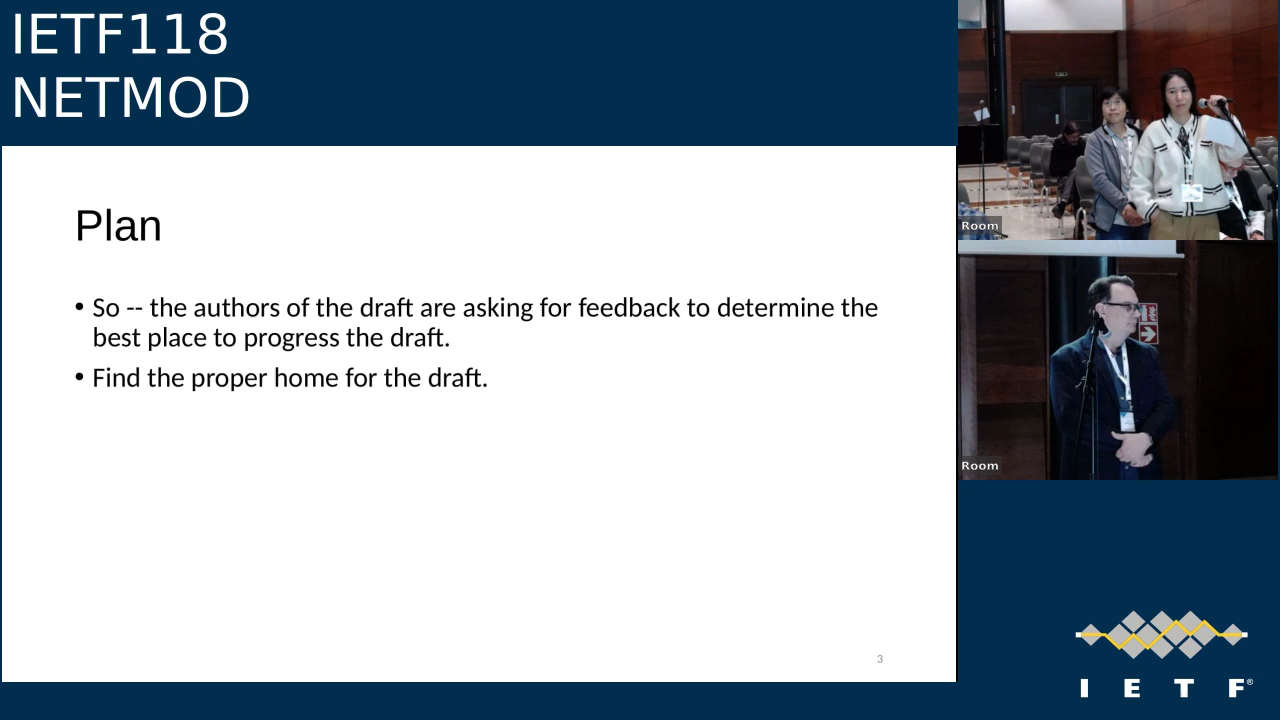 IETF118
NETMOD
Plan
• So -- the authors of the draft are asking for feedback to determine the
best place to progress the draft.
• Find the proper home for the draft.
3
Room
Room
I E T F®